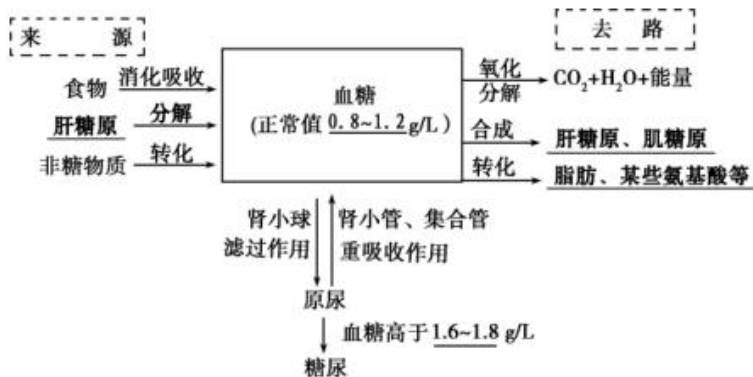 来 源
去 路
食物 消化吸收
肝糖原 分解
非糖物质 转化
血糖
(正常值 0.8~1.2 g/L)
氧化
分解
CO₂+H₂O+能量
合成 肝糖原、肌糖原
转化 脂肪、某些氨基酸等
肾小球
滤过作用
肾小管、集合管
重吸收作用
原尿
血糖高于 1.6~1.8 g/L
糖尿